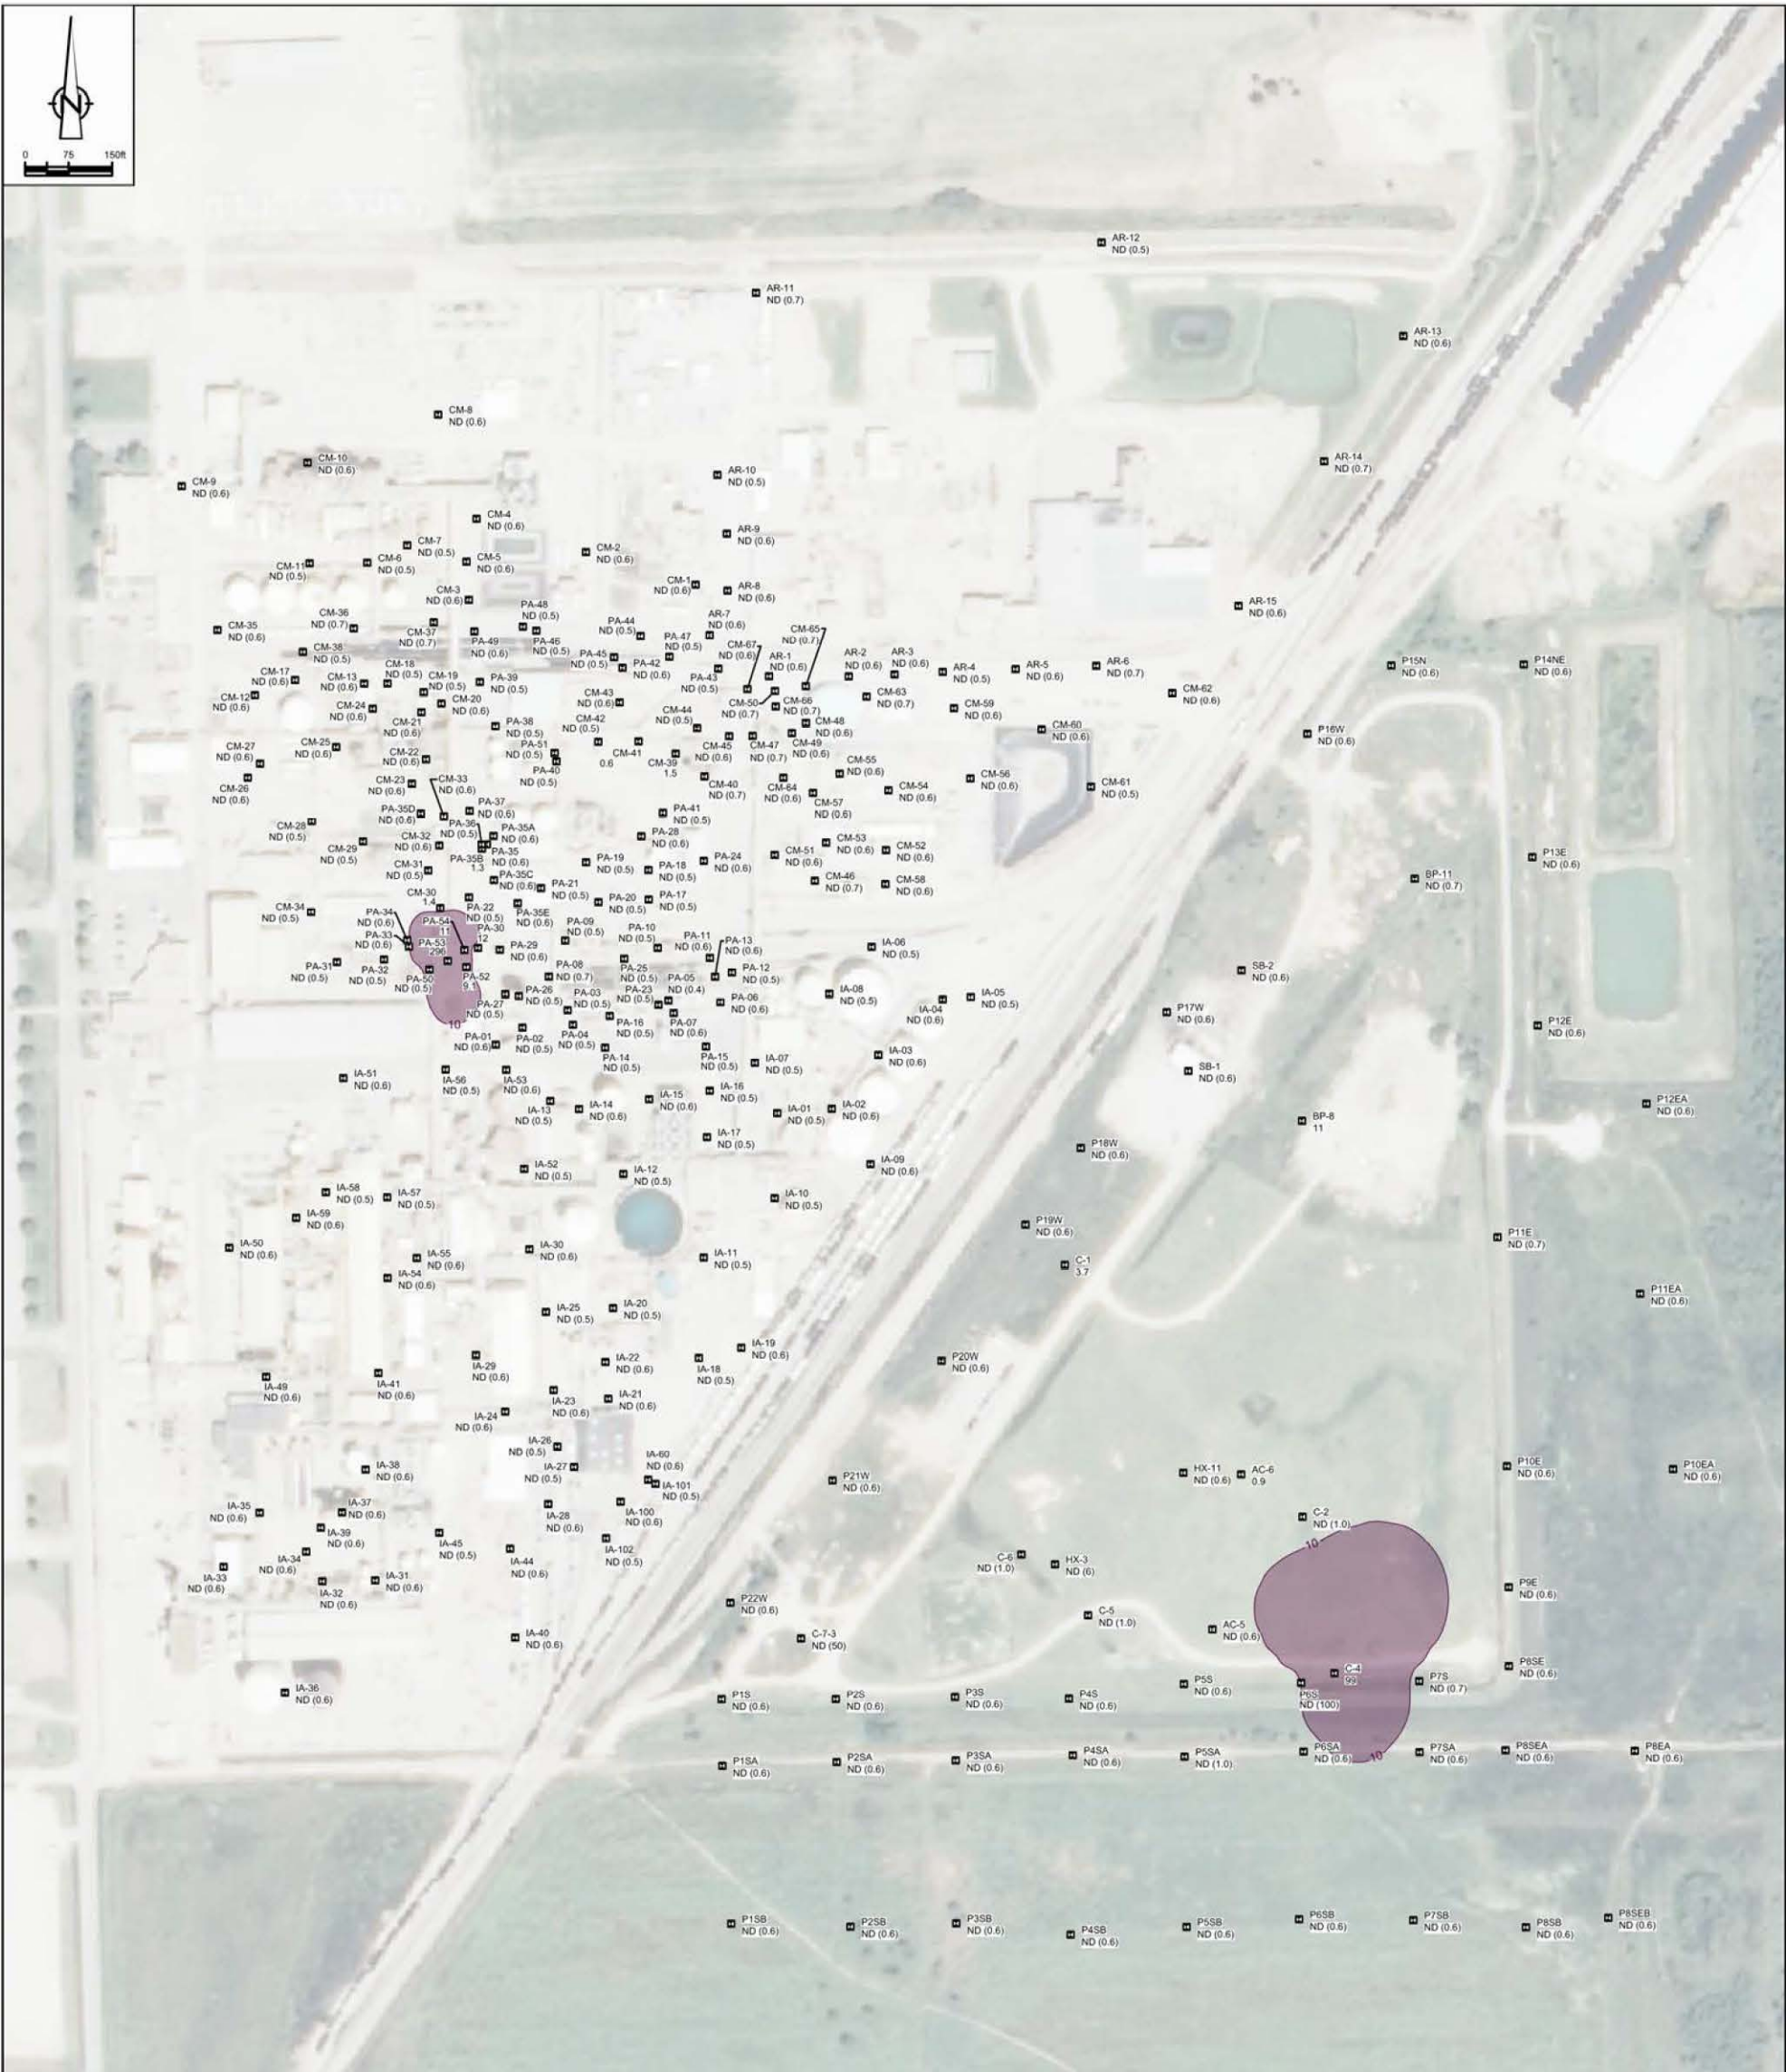 N
0 75 150ft
AR-12
ND (0.5)
AR-11
ND (0.7)
AR-13
ND (0.6)
CM-8
ND (0.6)
CM-10
ND (0.6)
CM-9
ND (0.6)
AR-10
ND (0.5)
AR-14
ND (0.7)
CM-4
ND (0.6)
AR-9
ND (0.6)
CM-7
ND (0.5)
CM-2
ND (0.6)
CM-11
ND (0.5)
CM-6
ND (0.5)
CM-5
ND (0.6)
CM-1
ND (0.6)
AR-8
ND (0.6)
CM-3
ND (0.6)
AR-15
ND (0.6)
CM-35
ND (0.6)
CM-36
ND (0.7)
CM-37
ND (0.7)
PA-48
ND (0.5)
PA-49
ND (0.6)
PA-46
ND (0.5)
PA-44
ND (0.5)
PA-47
ND (0.5)
AR-7
ND (0.6)
CM-67
ND (0.6)
CM-65
ND (0.7)
CM-38
ND (0.5)
PA-45
ND (0.5)
PA-42
ND (0.6)
PA-43
ND (0.5)
AR-1
ND (0.6)
AR-2
ND (0.6)
AR-3
ND (0.6)
AR-4
ND (0.5)
AR-5
ND (0.6)
AR-6
ND (0.7)
P15N
ND (0.6)
P14NE
ND (0.6)
CM-17
ND (0.6)
CM-13
ND (0.6)
CM-18
ND (0.5)
CM-19
ND (0.5)
PA-39
ND (0.5)
CM-12
ND (0.6)
CM-24
ND (0.6)
CM-21
ND (0.6)
CM-20
ND (0.6)
CM-43
ND (0.6)
CM-50
ND (0.7)
CM-66
ND (0.7)
CM-63
ND (0.7)
CM-59
ND (0.6)
CM-62
ND (0.6)
PA-38
ND (0.5)
CM-42
ND (0.5)
CM-44
ND (0.5)
CM-48
ND (0.6)
CM-60
ND (0.6)
P16W
ND (0.6)
CM-27
ND (0.6)
CM-25
ND (0.6)
CM-22
ND (0.6)
PA-51
ND (0.5)
PA-40
ND (0.5)
CM-41
0.6
CM-39
1.5
CM-45
ND (0.6)
CM-47
ND (0.7)
CM-49
ND (0.6)
CM-26
ND (0.6)
CM-23
ND (0.6)
CM-33
ND (0.6)
CM-40
ND (0.7)
CM-64
ND (0.6)
CM-55
ND (0.6)
CM-57
ND (0.6)
CM-54
ND (0.6)
CM-56
ND (0.6)
CM-61
ND (0.5)
PA-35D
ND (0.6)
PA-37
ND (0.6)
PA-36
ND (0.5)
PA-41
ND (0.5)
CM-28
ND (0.5)
CM-29
ND (0.5)
CM-32
ND (0.6)
PA-35A
ND (0.6)
PA-35
ND (0.6)
PA-35B
1.3
PA-28
ND (0.6)
CM-53
ND (0.6)
CM-52
ND (0.6)
CM-51
ND (0.6)
P13E
ND (0.6)
CM-31
ND (0.5)
PA-35C
ND (0.6)
PA-19
ND (0.5)
PA-18
ND (0.5)
PA-24
ND (0.6)
CM-46
ND (0.7)
CM-58
ND (0.6)
BP-11
ND (0.7)
CM-30
1.4
PA-21
ND (0.5)
PA-20
ND (0.5)
PA-17
ND (0.5)
CM-34
ND (0.5)
PA-34
ND (0.6)
PA-22
ND (0.5)
PA-35E
ND (0.6)
PA-33
ND (0.6)
PA-54
11
PA-30
12
PA-53
296
PA-29
ND (0.6)
PA-09
ND (0.5)
PA-10
ND (0.5)
PA-11
ND (0.6)
PA-13
ND (0.6)
IA-06
ND (0.5)
PA-31
ND (0.5)
PA-32
ND (0.5)
PA-50
ND (0.5)
PA-52
9.1
PA-08
ND (0.7)
PA-25
ND (0.5)
PA-12
ND (0.5)
SB-2
ND (0.6)
PA-27
ND (0.5)
PA-26
ND (0.5)
PA-03
ND (0.5)
PA-23
ND (0.5)
PA-05
ND (0.4)
PA-06
ND (0.6)
IA-08
ND (0.5)
IA-04
ND (0.6)
IA-05
ND (0.5)
P17W
ND (0.6)
P12E
ND (0.6)
10
PA-01
ND (0.6)
PA-02
ND (0.5)
PA-04
ND (0.5)
PA-16
ND (0.5)
PA-07
ND (0.6)
PA-14
ND (0.5)
PA-15
ND (0.5)
IA-07
ND (0.5)
IA-03
ND (0.6)
SB-1
ND (0.6)
IA-51
ND (0.6)
IA-56
ND (0.5)
IA-53
ND (0.6)
IA-13
ND (0.5)
IA-14
ND (0.6)
IA-15
ND (0.6)
IA-16
ND (0.5)
IA-01
ND (0.5)
IA-02
ND (0.6)
P12EA
ND (0.6)
BP-8
11
IA-17
ND (0.5)
P18W
ND (0.6)
IA-52
ND (0.5)
IA-12
ND (0.5)
IA-09
ND (0.6)
IA-58
ND (0.5)
IA-57
ND (0.5)
IA-10
ND (0.5)
IA-59
ND (0.6)
P19W
ND (0.6)
IA-50
ND (0.6)
IA-55
ND (0.6)
IA-30
ND (0.6)
IA-11
ND (0.5)
C-1
3.7
P11E
ND (0.7)
IA-54
ND (0.6)
P11EA
ND (0.6)
IA-25
ND (0.5)
IA-20
ND (0.5)
IA-19
ND (0.6)
IA-29
ND (0.6)
IA-22
ND (0.6)
IA-18
ND (0.5)
P20W
ND (0.6)
IA-49
ND (0.6)
IA-41
ND (0.6)
IA-23
ND (0.6)
IA-21
ND (0.6)
IA-24
ND (0.6)
IA-26
ND (0.5)
IA-27
ND (0.5)
IA-60
ND (0.6)
IA-101
ND (0.5)
IA-38
ND (0.6)
P21W
ND (0.6)
HX-11
ND (0.6)
AC-6
0.9
P10E
ND (0.6)
P10EA
ND (0.6)
IA-35
ND (0.6)
IA-37
ND (0.6)
IA-28
ND (0.6)
IA-100
ND (0.6)
C-2
ND (1.0)
IA-39
ND (0.6)
IA-45
ND (0.5)
IA-44
ND (0.6)
IA-102
ND (0.5)
10
IA-34
ND (0.6)
C-6
ND (1.0)
HX-3
ND (6)
IA-33
ND (0.6)
IA-32
ND (0.6)
IA-31
ND (0.6)
P9E
ND (0.6)
P22W
ND (0.6)
C-5
ND (1.0)
AC-5
ND (0.6)
IA-40
ND (0.6)
C-7-3
ND (50)
P8SE
ND (0.6)
C-4
99
IA-36
ND (0.6)
P1S
ND (0.6)
P2S
ND (0.6)
P3S
ND (0.6)
P4S
ND (0.6)
P5S
ND (0.6)
P6S
ND (100)
P7S
ND (0.7)
P1SA
ND (0.6)
P2SA
ND (0.6)
P3SA
ND (0.6)
P4SA
ND (0.6)
P5SA
ND (1.0)
P6SA
ND (0.6)
10
P7SA
ND (0.6)
P8SEA
ND (0.6)
P8EA
ND (0.6)
P1SB
ND (0.6)
P2SB
ND (0.6)
P3SB
ND (0.6)
P4SB
ND (0.6)
P5SB
ND (0.6)
P6SB
ND (0.6)
P7SB
ND (0.6)
P8SB
ND (0.6)
P8SEB
ND (0.6)